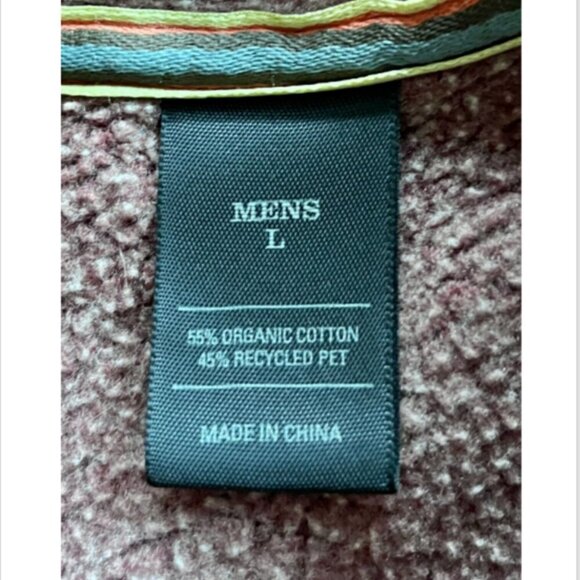 MENS
L
55% ORGANIC COTTON
45% RECYCLED PET
MADE IN CHINA